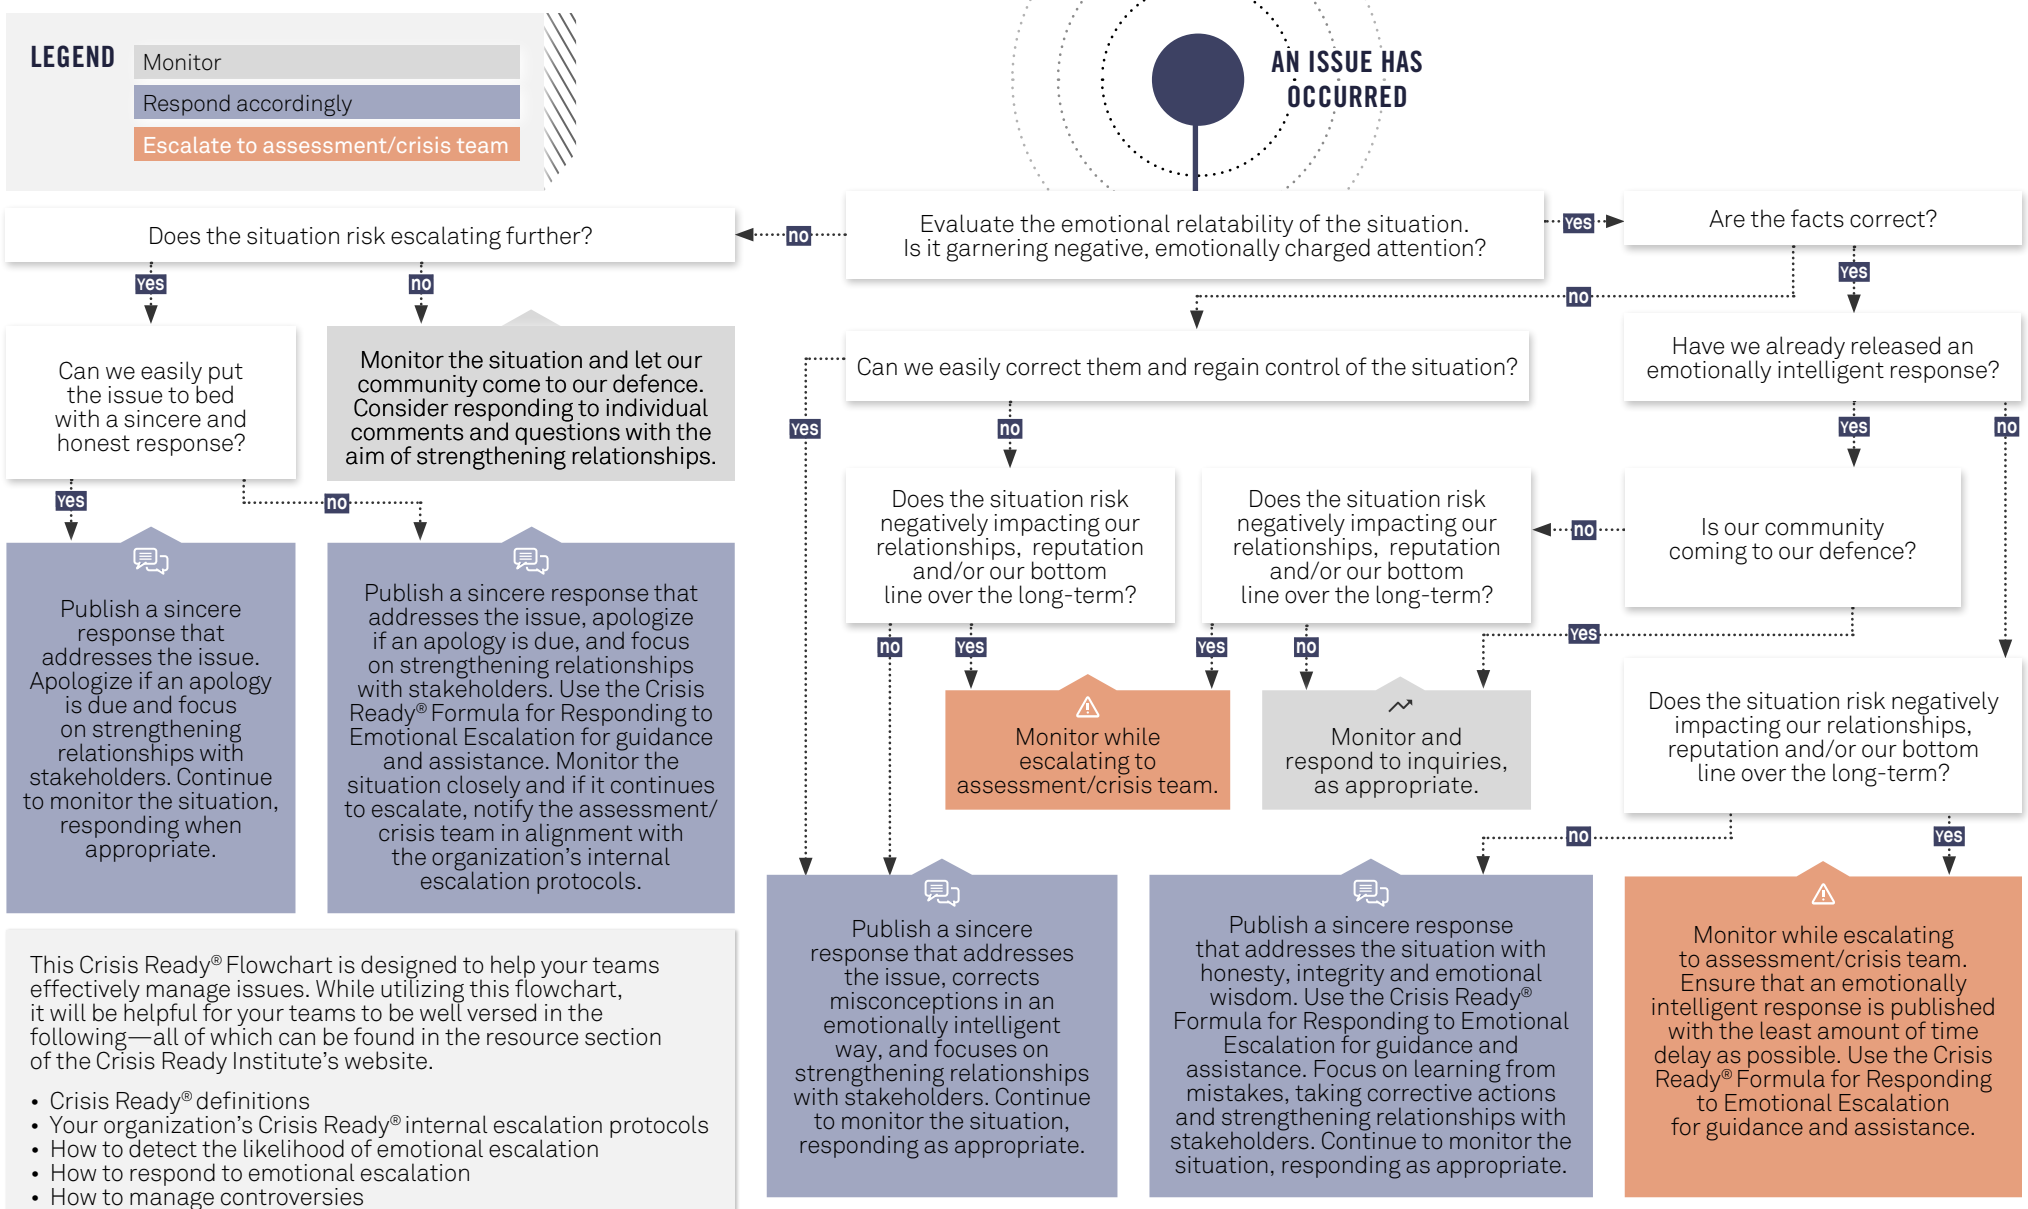 LEGEND
Monitor
Respond accordingly
Escalate to assessment/crisis team
AN ISSUE HAS
OCCURRED
Evaluate the emotional relatability of the situation.
Is it garnering negative, emotionally charged attention?
no
Yes
Does the situation risk escalating further?
Yes
no
Can we easily put
the issue to bed
with a sincere and
honest response?
Monitor the situation and let our
community come to our defence.
Consider responding to individual
comments and questions with the
aim of strengthening relationships.
Yes
no
Publish a sincere
response that
addresses the issue.
Apologize if an apology
is due and focus
on strengthening
relationships with
stakeholders. Continue
to monitor the situation,
responding when
appropriate.
Publish a sincere response that
addresses the issue, apologize
if an apology is due, and focus
on strengthening relationships
with stakeholders. Use the Crisis
Ready® Formula for Responding to
Emotional Escalation for guidance
and assistance. Monitor the
situation closely and if it continues
to escalate, notify the assessment/
crisis team in alignment with
the organization's internal
escalation protocols.
Are the facts correct?
no
Yes
Can we easily correct them and regain control of the situation?
Yes
no
Have we already released an
emotionally intelligent response?
Yes
no
Does the situation risk
negatively impacting our
relationships, reputation
and/or our bottom
line over the long-term?
no
Yes
Does the situation risk
negatively impacting our
relationships, reputation
and/or our bottom
line over the long-term?
Yes
no
Is our community
coming to our defence?
no
Yes
Monitor while
escalating to
assessment/crisis team.
Monitor and
respond to inquiries,
as appropriate.
Does the situation risk negatively
impacting our relationships,
reputation and/or our bottom
line over the long-term?
no
Yes
Publish a sincere
response that addresses
the issue, corrects
misconceptions in an
emotionally intelligent
way, and focuses on
strengthening relationships
with stakeholders. Continue
to monitor the situation,
responding as appropriate.
Publish a sincere response
that addresses the situation with
honesty, integrity and emotional
wisdom. Use the Crisis Ready®
Formula for Responding to Emotional
Escalation for guidance and
assistance. Focus on learning from
mistakes, taking corrective actions
and strengthening relationships with
stakeholders. Continue to monitor the
situation, responding as appropriate.
Monitor while escalating
to assessment/crisis team.
Ensure that an emotionally
intelligent response is published
with the least amount of time
delay as possible. Use the Crisis
Ready® Formula for Responding
to Emotional Escalation
for guidance and assistance.
This Crisis Ready® Flowchart is designed to help your teams
effectively manage issues. While utilizing this flowchart,
it will be helpful for your teams to be well versed in the
following—all of which can be found in the resource section
of the Crisis Ready Institute's website.
• Crisis Ready® definitions
• Your organization's Crisis Ready® internal escalation protocols
• How to detect the likelihood of emotional escalation
• How to respond to emotional escalation
• How to manage controversies